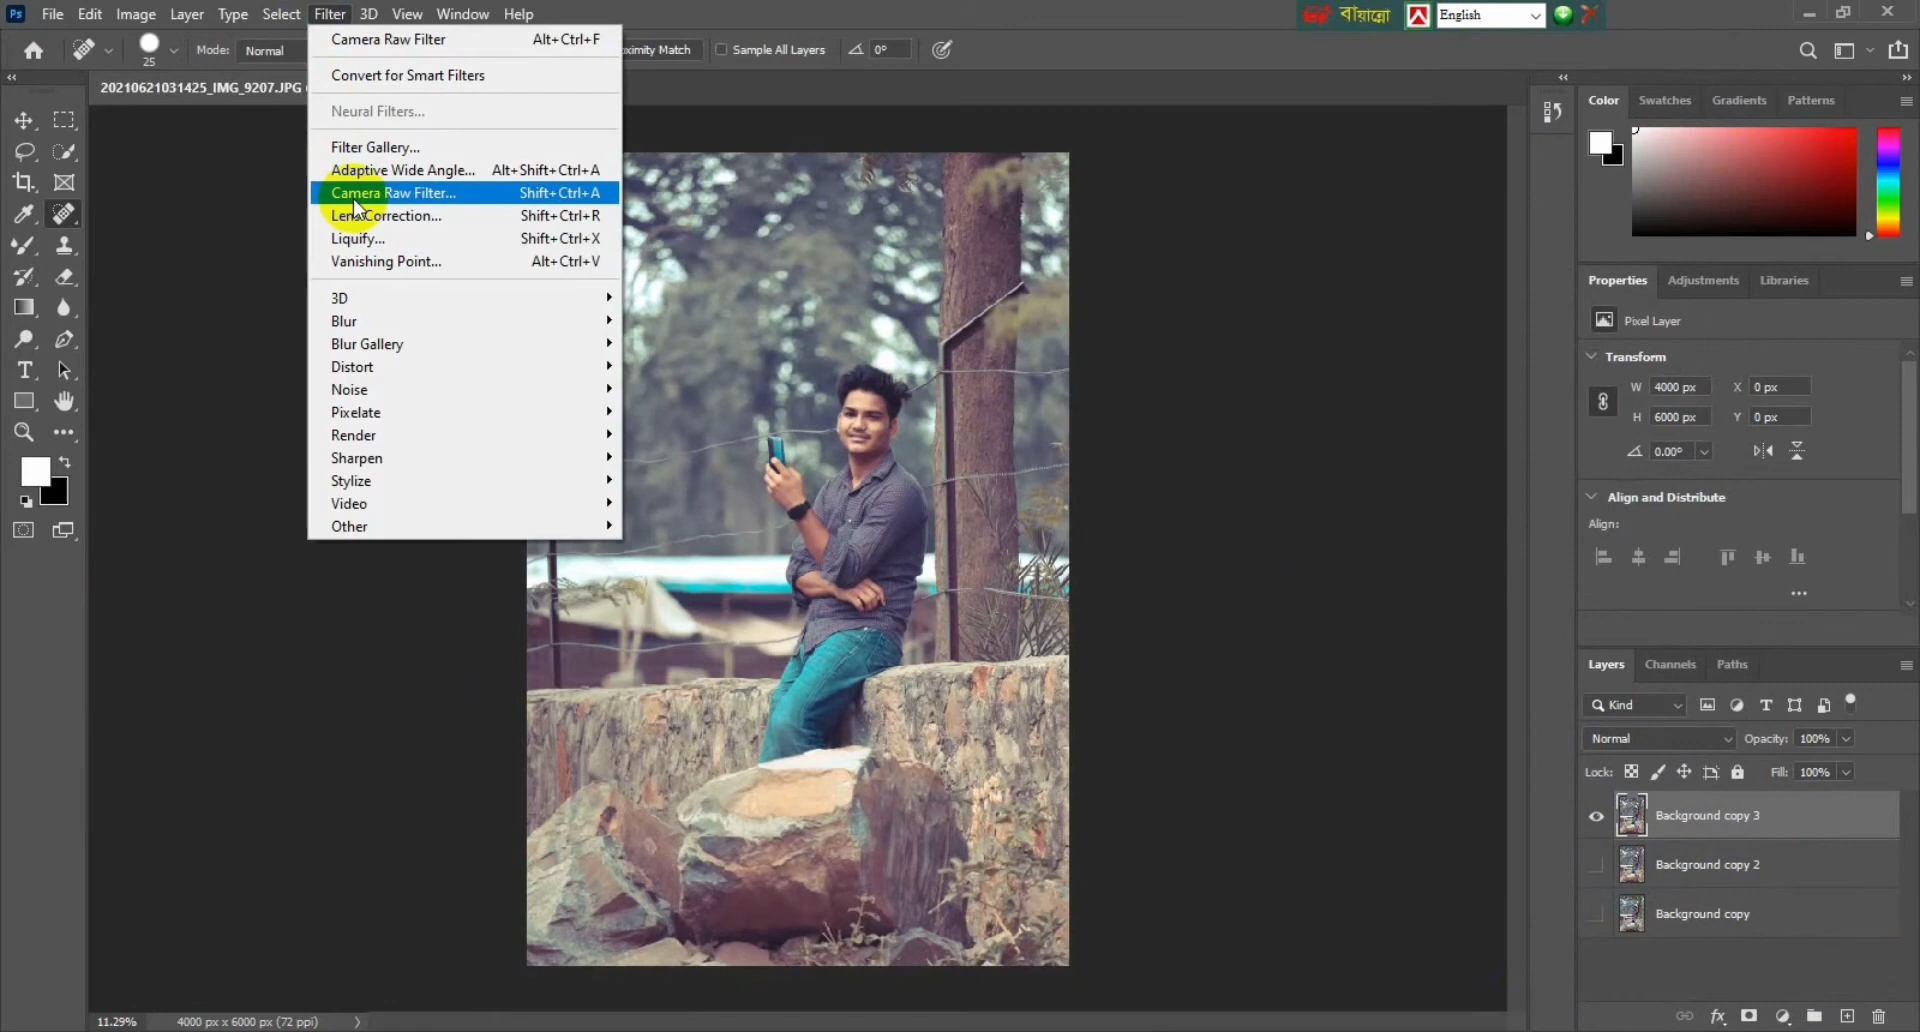 Ps File Edit Image Layer Type Select Filter 3D View Window Help
বায়ান্নো English
25 Mode: Normal Proximity Match Sample All Layers 0°
20210621031425_IMG_9207.JPG
Camera Raw Filter Alt+Ctrl+F
Convert for Smart Filters
Neural Filters...
Filter Gallery...
Adaptive Wide Angle... Alt+Shift+Ctrl+A
Camera Raw Filter... Shift+Ctrl+A
Lens Correction... Shift+Ctrl+R
Liquify... Shift+Ctrl+X
Vanishing Point... Alt+Ctrl+V
3D
Blur
Blur Gallery
Distort
Noise
Pixelate
Render
Sharpen
Stylize
Video
Other
Color Swatches Gradients Patterns
Properties Adjustments Libraries
Pixel Layer
Transform
W 4000 px X 0 px
H 6000 px Y 0 px
0.00°
Align and Distribute
Align:
Layers Channels Paths
Kind
Normal Opacity: 100%
Lock: Fill: 100%
Background copy 3
Background copy 2
Background copy
fx
11.29% 4000 px x 6000 px (72 ppi)